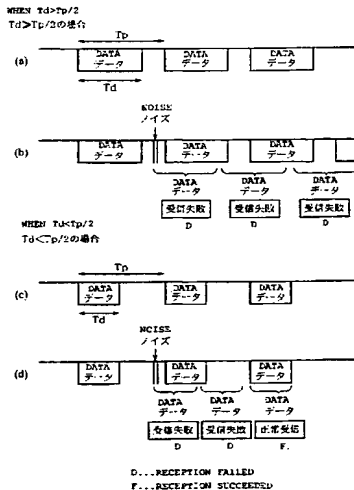 WHEN Td>Tp/2
Td≧Tp/2の場合
Tp
(a)
DATA データ
DATA データ
DATA データ
Td
NOISE
ノイズ
(b)
DATA データ
DATA データ
DATA データ
DATA データ
DATA データ
DATA データ
受信失敗
受信失敗
受信失敗
D
D
D
WHEN Td<Tp/2
Td<Tp/2の場合
Tp
(c)
DATA データ
DATA データ
DATA データ
Td
NOISE
ノイズ
(d)
DATA データ
DATA データ
DATA データ
DATA データ
DATA データ
DATA データ
受信失敗
受信失敗
正常受信
D
D
F.
D...RECEPTION FAILED
F...RECEPTION SUCCEEDED